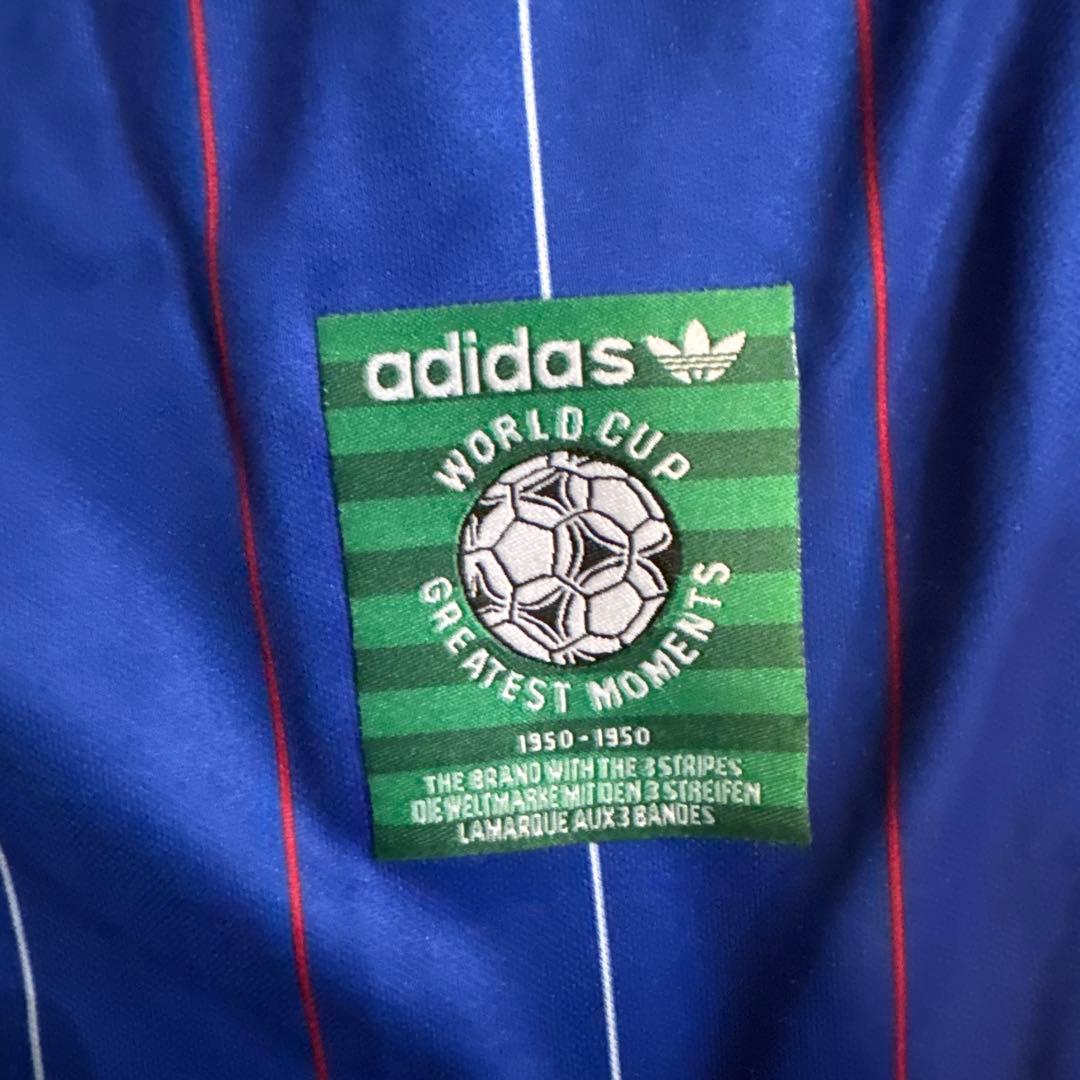 adidas
WORLD CUP
GREATEST MOMENTS
1950-1950
THE BRAND WITH THE 3 STRIPES
DIE WELTMARKE MIT DEN 3 STREIFEN
LA MARQUE AUX 3 BANDES